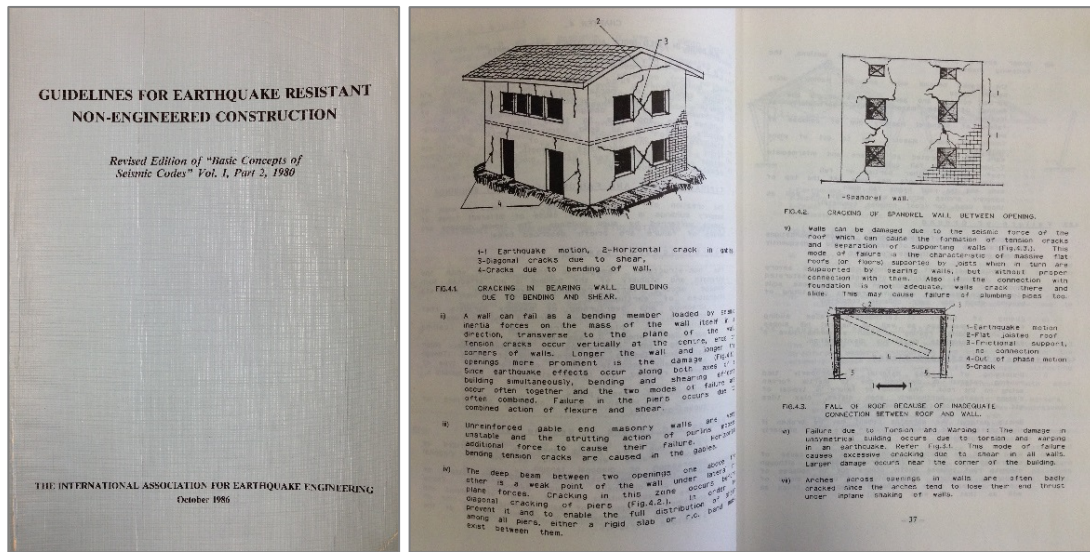 GUIDELINES FOR EARTHQUAKE RESISTANT
NON-ENGINEERED CONSTRUCTION
Revised Edition of "Basic Concepts of
Seismic Codes" Vol. I, Part 2, 1980
THE INTERNATIONAL ASSOCIATION FOR EARTHQUAKE ENGINEERING
October 1986
2
3
4
1-1 Earthquake motion, 2-Horizontal crack in
3-Diagonal cracks due to shear,
4-Cracks due to bending of wall.
FIG.4.1. CRACKING IN BEARING WALL BUILDING
DUE TO BENDING AND SHEAR.
ii) A wall can fail as a bending member loaded by
inertia forces on the mass of the wall itself in
direction, transverse to the plane of the
Tension cracks occur vertically at the centre,
corners of walls. Longer the wall and longer
openings more prominent is the damage
Since earthquake effects occur along both axes
building simultaneously, bending and shearing
occur often together and the two modes of failure
often combined. Failure in the piers occurs due
combined action of flexure and shear.
iii) Unreinforced gable end masonry walls are
unstable and the strutting action of purlins
additional force to cause their failure.
bending tension cracks are caused in the gables.
iv) The deep beam between two openings one above
other is a weak point of the wall under
plane forces. Cracking in this zone occurs
diagonal cracking of piers (Fig.4.2.). In order
prevent it and to enable the full distribution of
among all piers, either a rigid slab or r.c. band
exist between them.
1
1
1 -Spandrel wall.
FIG.4.2. CRACKING OF SPANDREL WALL BETWEEN OPENING.
v) Walls can be damaged due to the seismic force of the
roof which can cause the formation of tension cracks
and separation of supporting walls (Fig.4.3.). This
mode of failure is the characteristic of massive flat
roofs (or floors) supported by joists which in turn are
supported by bearing walls, but without proper
connection with them. Also if the connection with
foundation is not adequate, walls crack there and
slide. This may cause failure of plumbing pipes too.
2
3
1 1
1-Earthquake motion
2-Flat joisted roof
3-Frictional support,
no connection
4-Out of phase motion
5-Crack
FIG.4.3. FALL OF ROOF BECAUSE OF INADEQUATE
CONNECTION BETWEEN ROOF AND WALL.
vi) Failure due to Torsion and Warping : The damage in
unsymetrical building occurs due to torsion and warping
in an earthquake. Refer Fig.3.1. This mode of failure
causes excessive cracking due to shear in all walls.
Larger damage occurs near the corner of the building.
vii) Arches across openings in walls are often badly
cracked since the arches tend to lose their end thrust
under inplane shaking of walls.
- 37 -